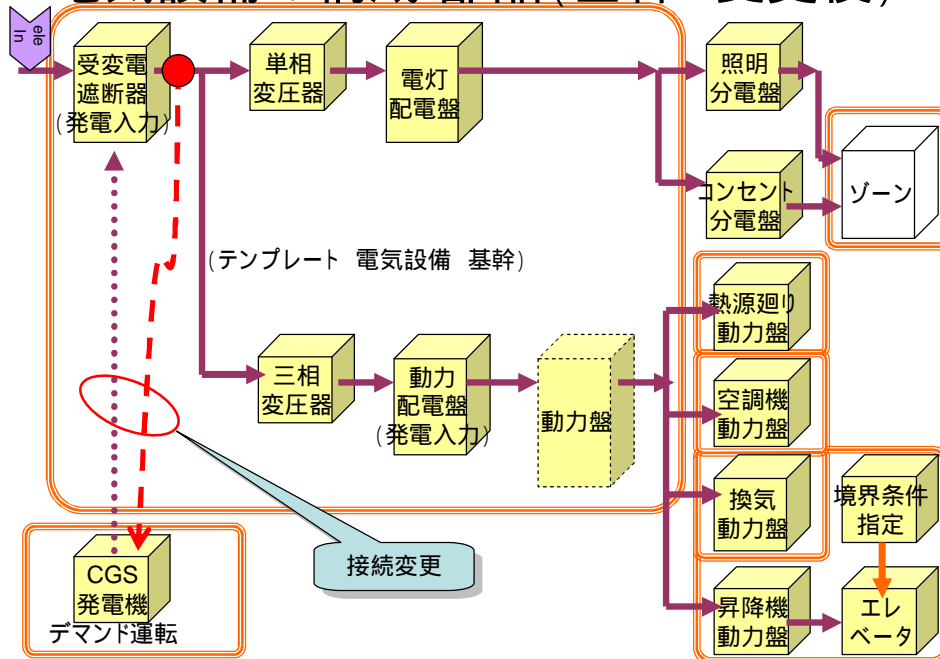 ele
In
受変電
遮断器
(発電入力)
単相
変圧器
電灯
配電盤
照明
分電盤
コンセント
分電盤
ゾーン
(テンプレート 電気設備 基幹)
三相
変圧器
動力
配電盤
(発電入力)
動力盤
熱源廻り
動力盤
空調機
動力盤
換気
動力盤
境界条件
指定
昇降機
動力盤
エレ
ベータ
接続変更
CGS
発電機
デマンド運転